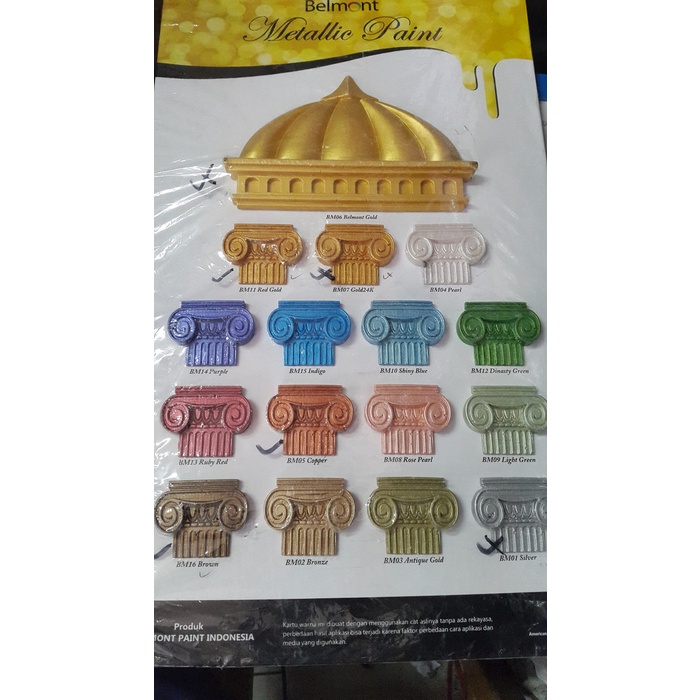 Belmont
Metallic Paint
BM06 Belmont Gold
BM11 Red Gold
BM07 Gold24K
BM04 Pearl
BM14 Purple
BM15 Indigo
BM10 Shiny Blue
BM12 Dinasty Green
BM13 Ruby Red
BM05 Copper
BM08 Rose Pearl
BM09 Light Green
BM16 Brown
BM02 Bronze
BM03 Antique Gold
BM01 Silver
Produk
MONT PAINT INDONESIA
Kartu warna ini dibuat dengan menggunakan cat aslinya tanpa ada rekayasa,
perbedaan hasil aplikasi bisa terjadi karena faktor perbedaan cara aplikasi dan
media yang digunakan.
American